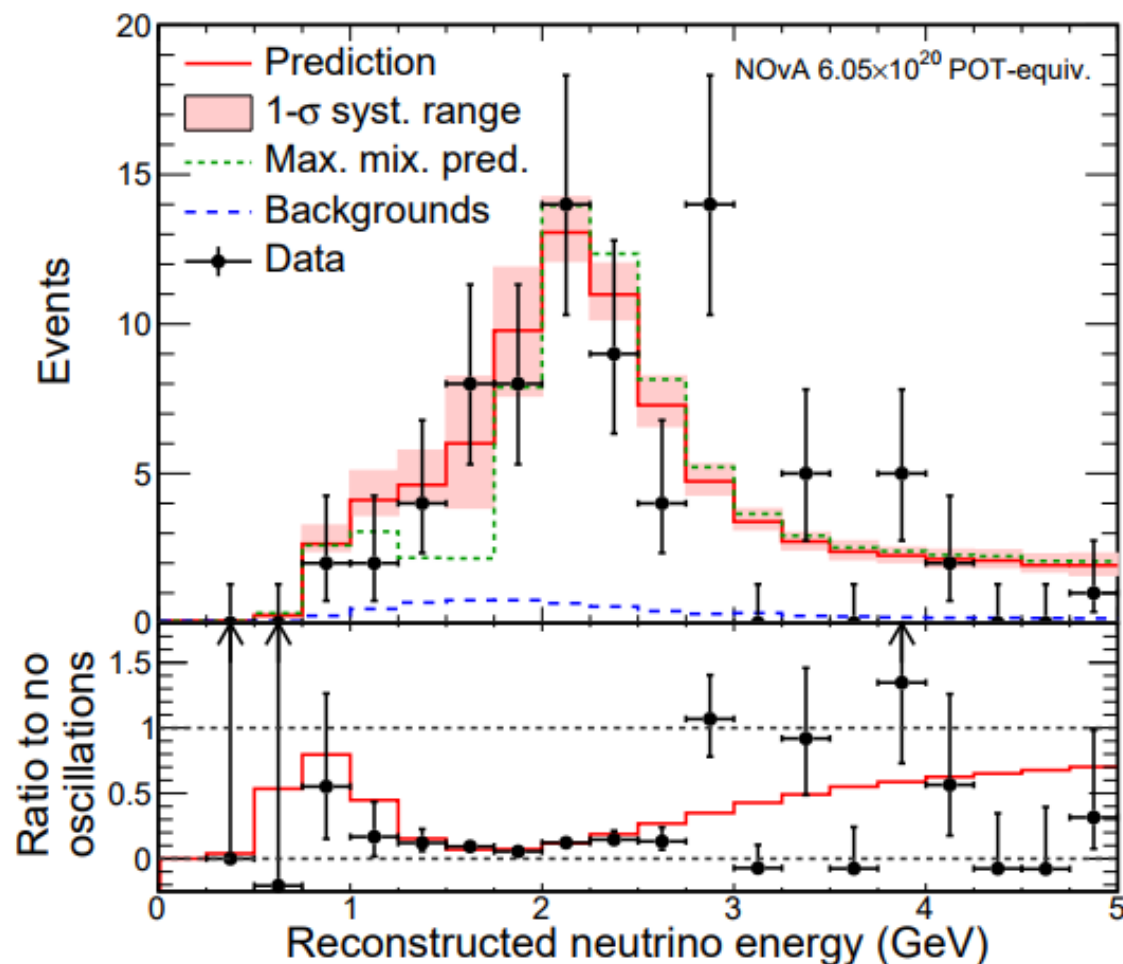 20
Prediction
NOvA 6.05×10²⁰ POT-equiv.
1-σ syst. range
15
Max. mix. pred.
Backgrounds
Data
Events
10
5
0
Ratio to no
oscillations
1.5
1
0.5
0
0 1 2 3 4 5
Reconstructed neutrino energy (GeV)